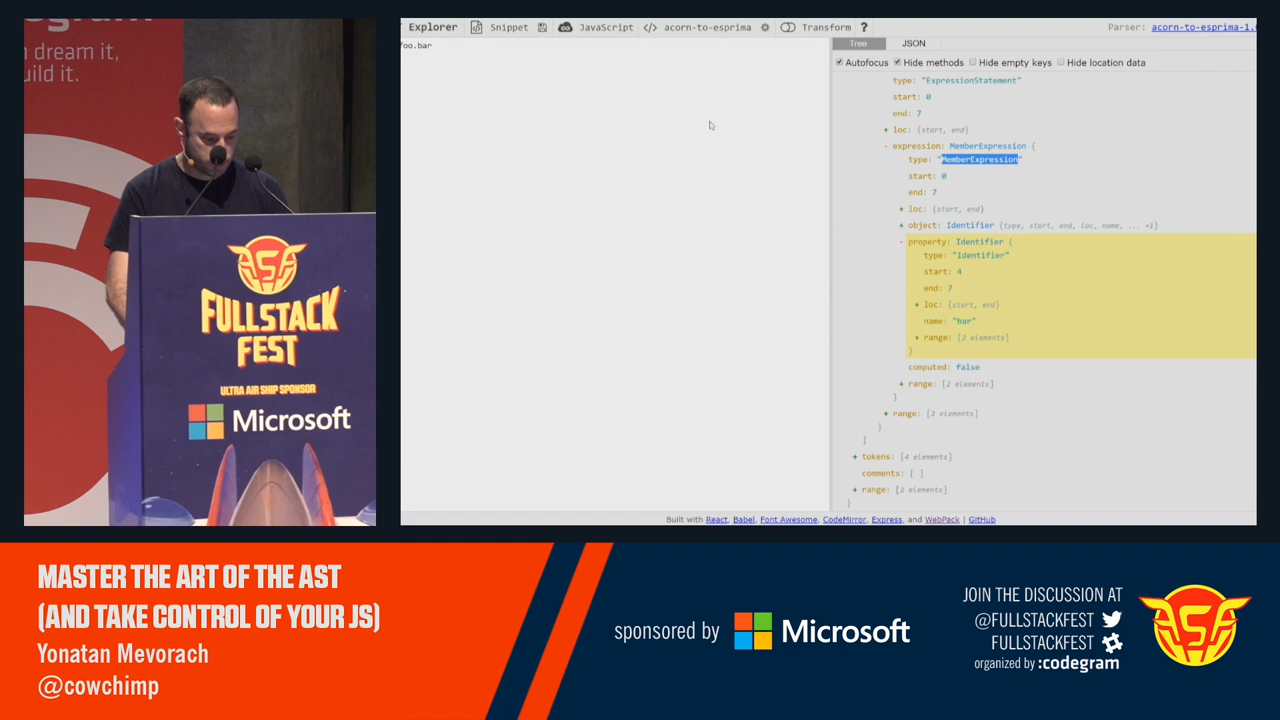 dream it,
uild it.
FULLSTACK
FEST
ULTRA AIR SHIP SPONSOR
Microsoft
Explorer Snippet JavaScript </> acorn-to-esprima Transform ? Parser: acorn-to-esprima-1.
foo.bar
Tree JSON
Autofocus Hide methods Hide empty keys Hide location data
type: "ExpressionStatement"
start: 0
end: 7
+ loc: {start, end}
- expression: MemberExpression {
type: "MemberExpression"
start: 0
end: 7
+ loc: {start, end}
+ object: Identifier {type, start, end, loc, name, ... +1}
- property: Identifier {
type: "Identifier"
start: 4
end: 7
+ loc: {start, end}
name: "bar"
+ range: [2 elements]
}
computed: false
+ range: [2 elements]
}
+ range: [2 elements]
}
]
+ tokens: [4 elements]
comments: [ ]
+ range: [2 elements]
}
Built with React, Babel, Font Awesome, CodeMirror, Express, and WebPack | GitHub
MASTER THE ART OF THE AST
(AND TAKE CONTROL OF YOUR JS)
Yonatan Mevorach
@cowchimp
sponsored by Microsoft
JOIN THE DISCUSSION AT
@FULLSTACKFEST
FULLSTACKFEST
organized by :codegram